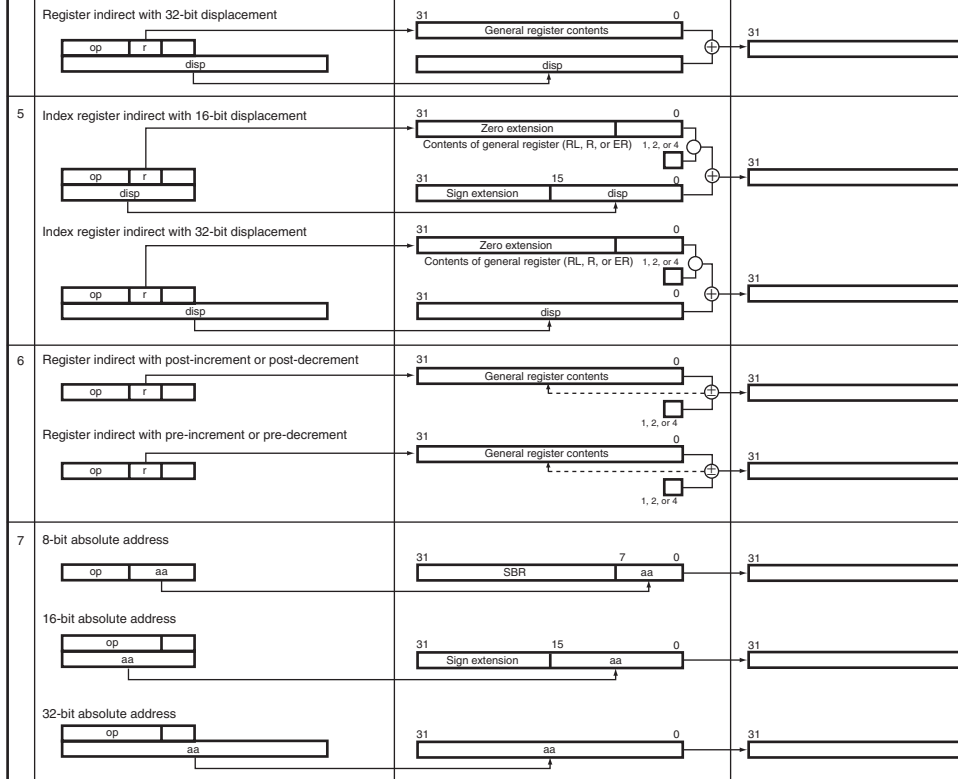 Register indirect with 32-bit displacement
31 0
General register contents
31
op r
disp
disp
5 Index register indirect with 16-bit displacement
31 0
Zero extension
Contents of general register (RL, R, or ER) 1, 2, or 4
31
31 15 0
op r
disp
Sign extension disp
Index register indirect with 32-bit displacement
31 0
Zero extension
Contents of general register (RL, R, or ER) 1, 2, or 4
31
31 0
op r
disp
disp
6 Register indirect with post-increment or post-decrement
31 0
General register contents
31
op r
±
1, 2, or 4
Register indirect with pre-increment or pre-decrement
31 0
General register contents
31
op r
±
1, 2, or 4
7 8-bit absolute address
31 7 0
31
op aa
SBR aa
16-bit absolute address
31 15 0
31
op
aa
Sign extension aa
32-bit absolute address
31 0
31
op
aa
aa